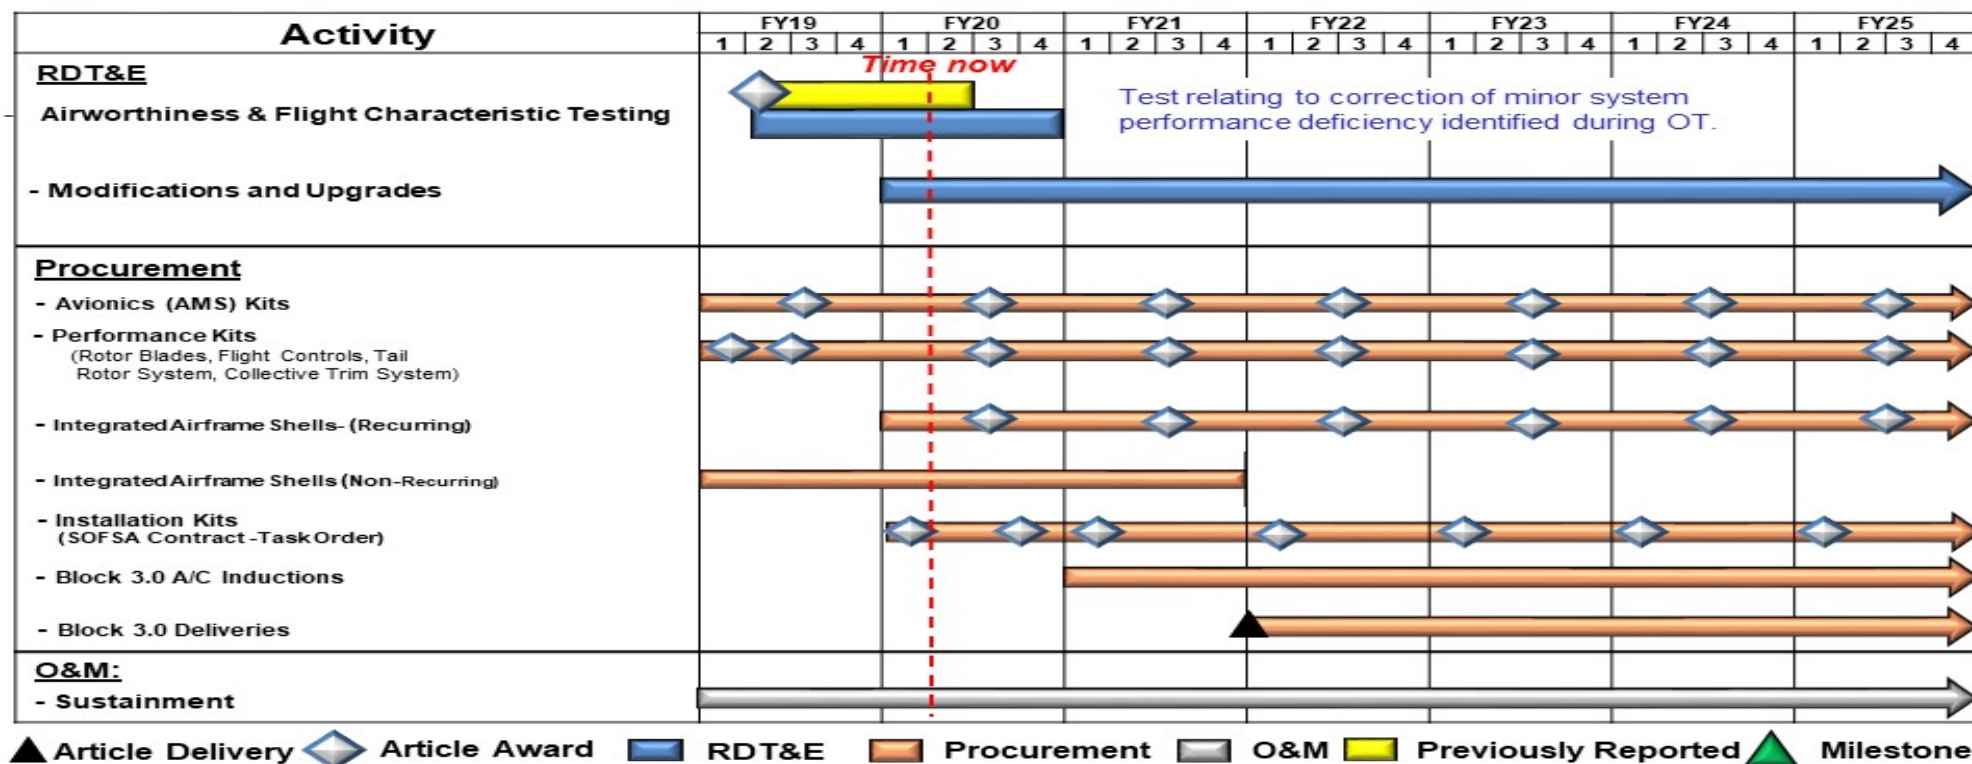 Activity
FY19 FY20 FY21 FY22 FY23 FY24 FY25
1 2 3 4 1 2 3 4 1 2 3 4 1 2 3 4 1 2 3 4 1 2 3 4 1 2 3 4
Time now
RDT&E
- Airworthiness & Flight Characteristic Testing
Test relating to correction of minor system
performance deficiency identified during OT.
- Modifications and Upgrades
Procurement
- Avionics (AMS) Kits
- Performance Kits
(Rotor Blades, Flight Controls, Tail
Rotor System, Collective Trim System)
- Integrated Airframe Shells- (Recurring)
- Integrated Airframe Shells (Non-Recurring)
- Installation Kits
(SOFSA Contract -Task Order)
- Block 3.0 A/C Inductions
- Block 3.0 Deliveries
O&M:
- Sustainment
Article Delivery Article Award RDT&E Procurement O&M Previously Reported Milestone